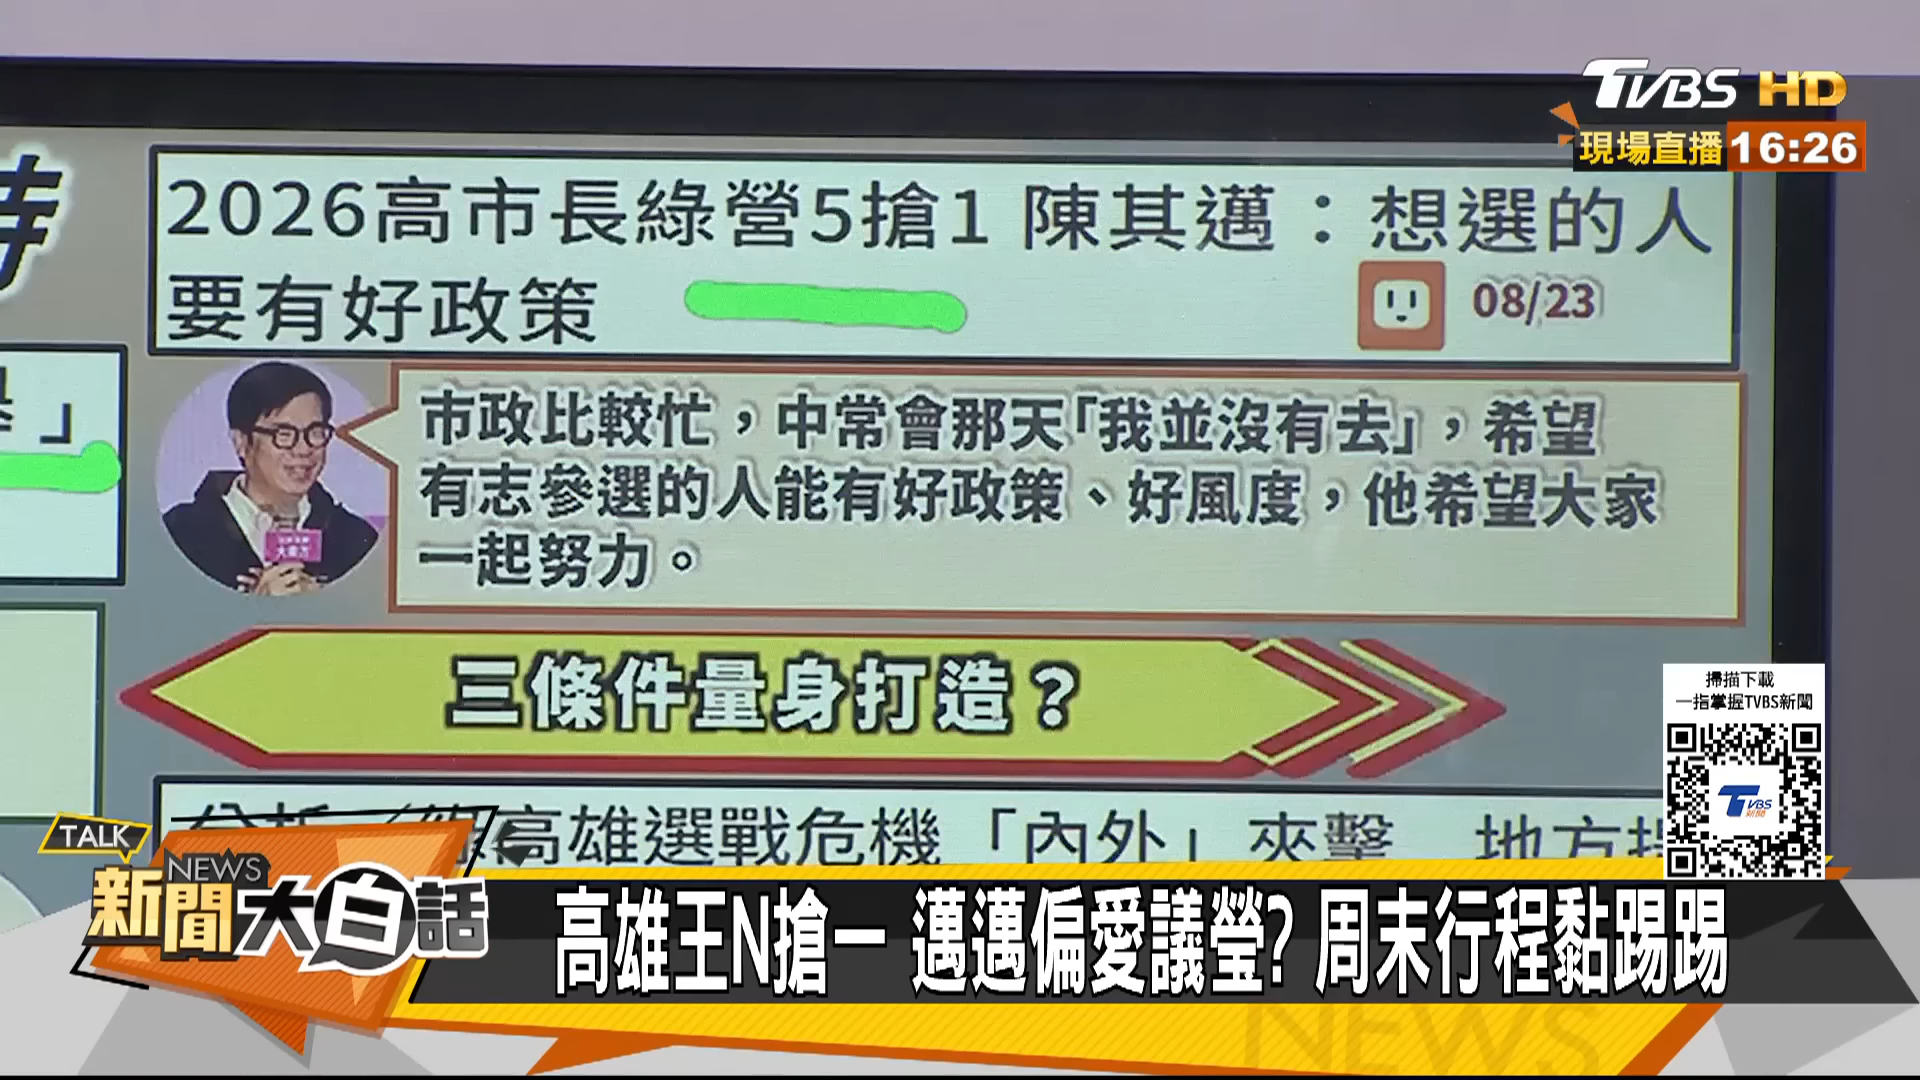 TVBS HD
現場直播 16:26
2026高市長綠營5搶1 陳其邁：想選的人
要有好政策
08/23
市政比較忙，中常會那天「我並沒有去」，希望
有志參選的人能有好政策、好風度，他希望大家
一起努力。
三條件量身打造？
高雄選戰危機「內外」夾擊 地方
掃描下載
一指掌握TVBS新聞
TVBS
新聞
TALK
NEWS
新聞大白話
高雄王N搶一 邁邁偏愛議瑩? 周末行程黏踢踢
NEWS